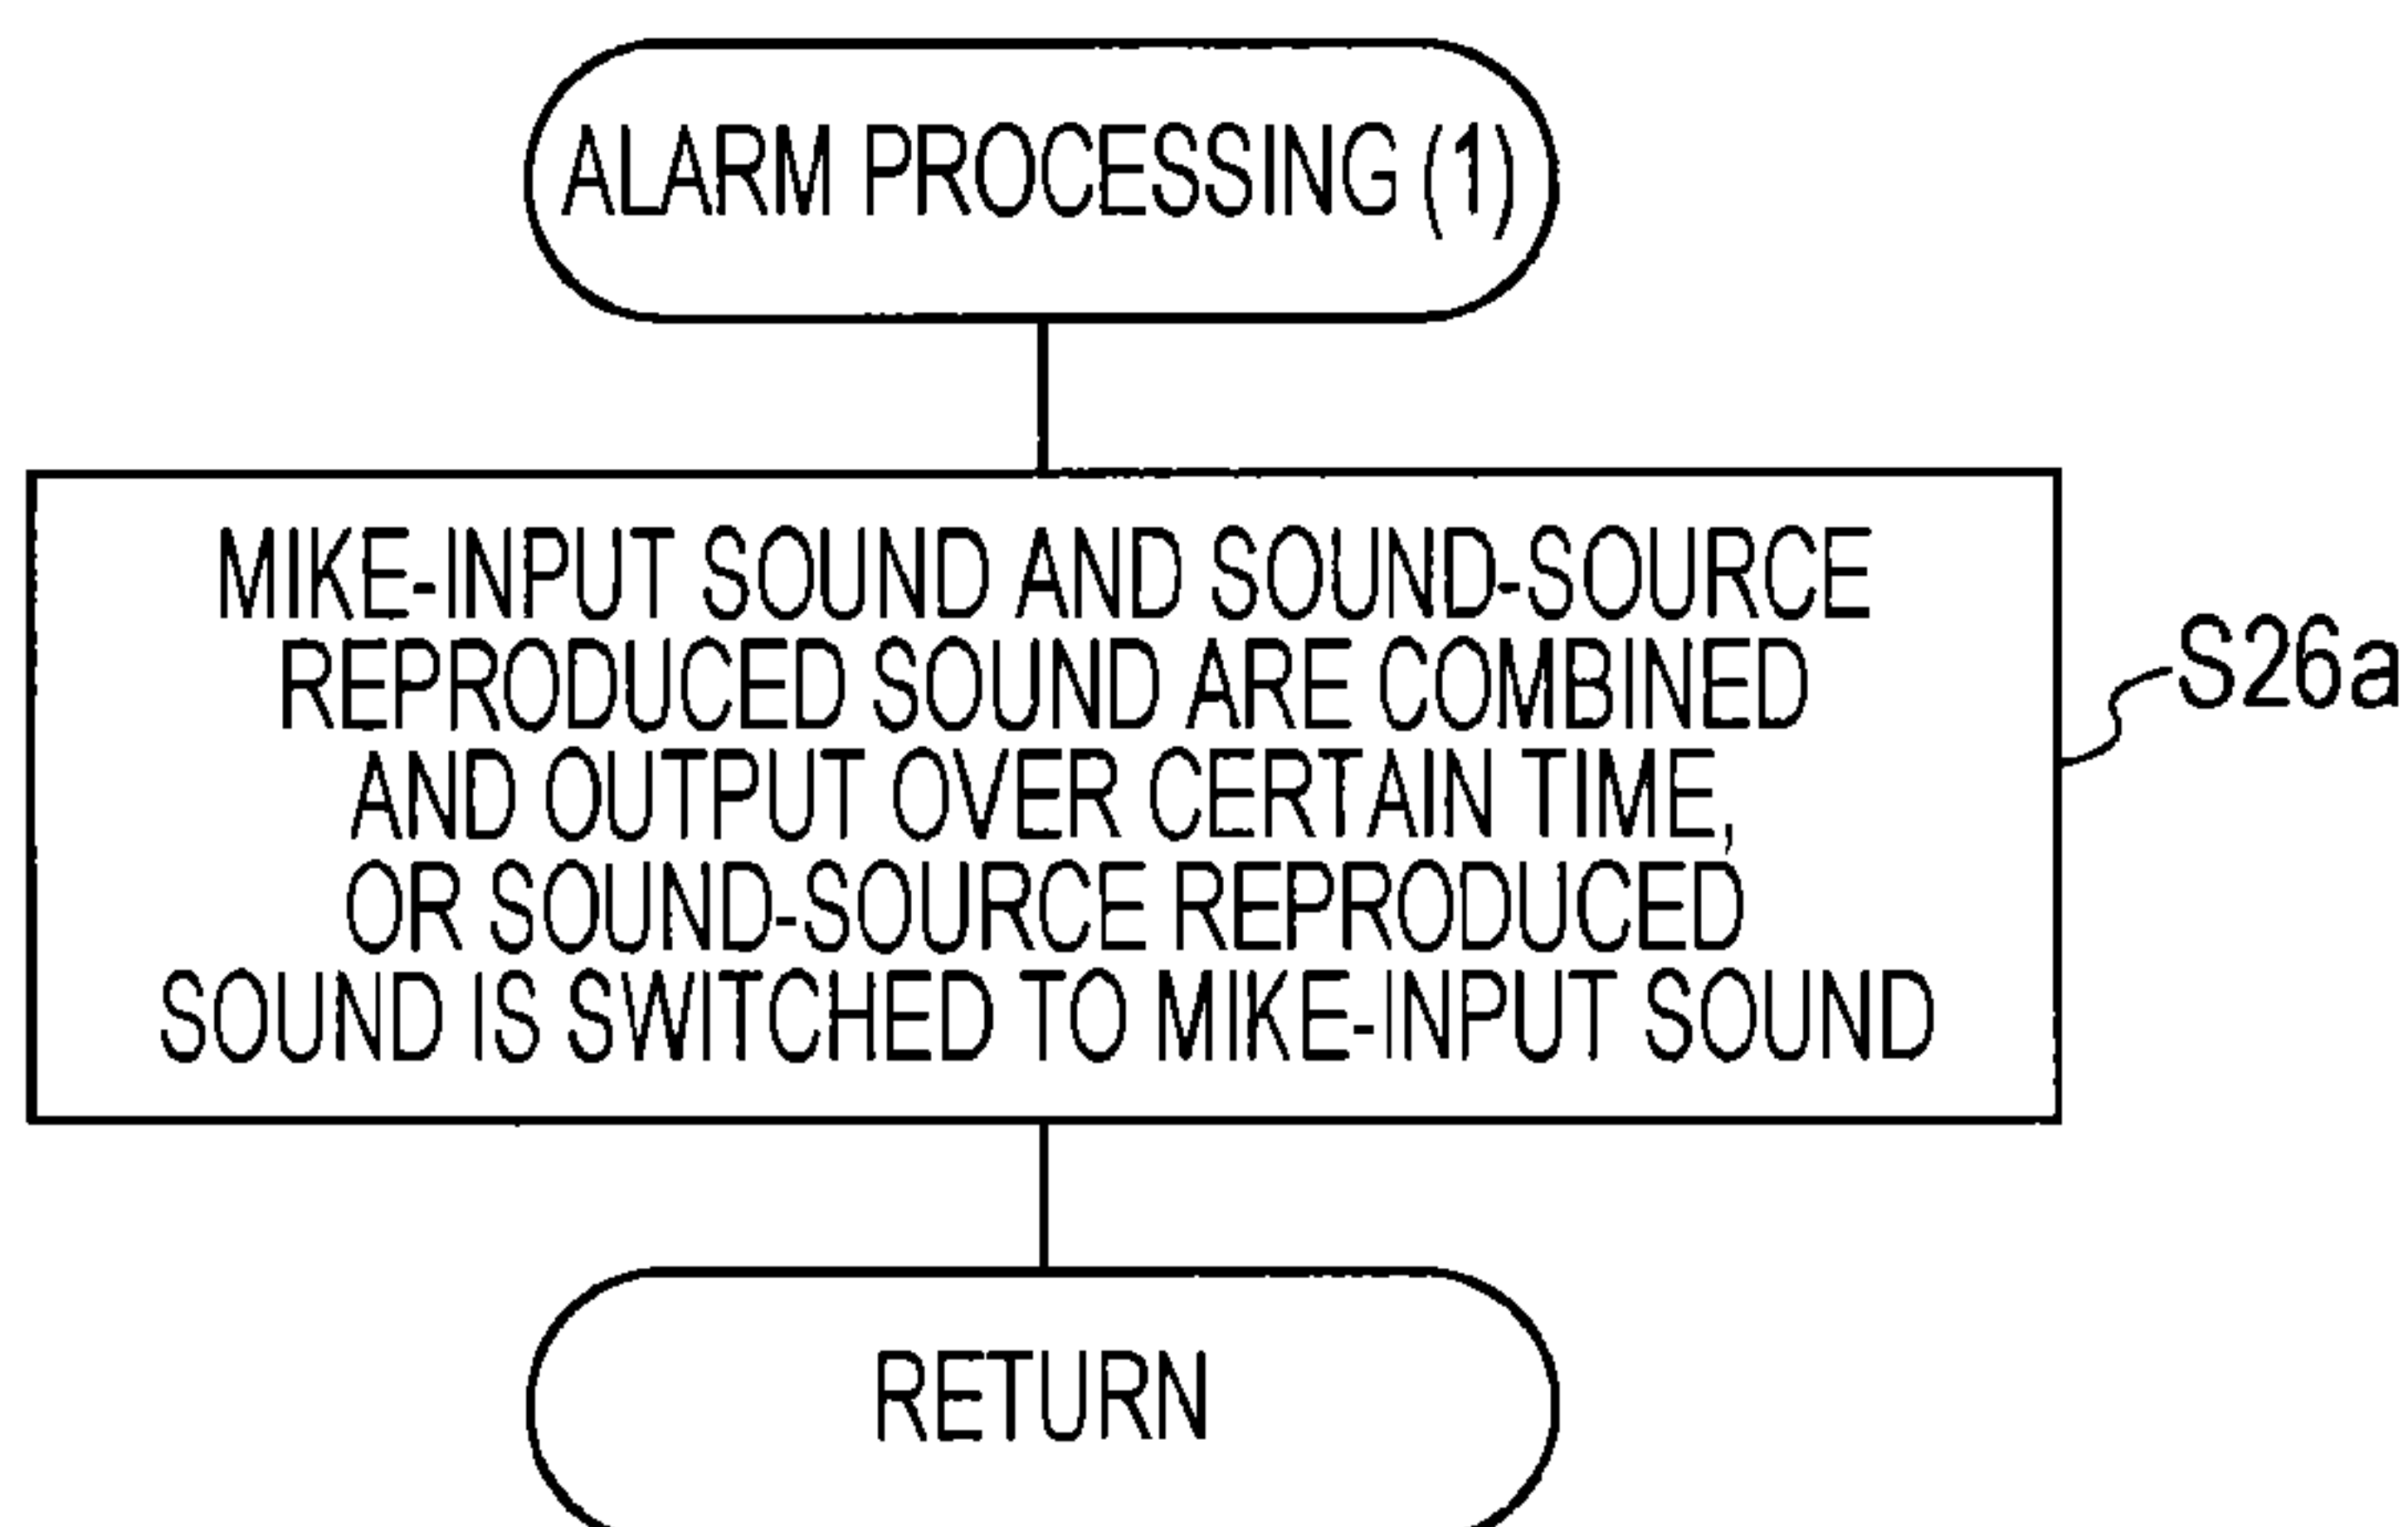 ALARM PROCESSING (1)
MIKE-INPUT SOUND AND SOUND-SOURCE
REPRODUCED SOUND ARE COMBINED
AND OUTPUT OVER CERTAIN TIME,
OR SOUND-SOURCE REPRODUCED
SOUND IS SWITCHED TO MIKE-INPUT SOUND
S26a
RETURN